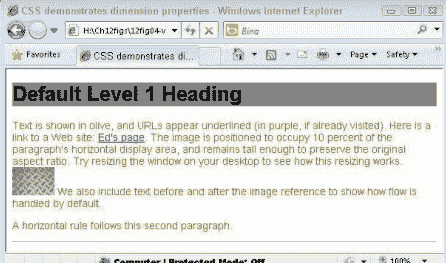 CSS demonstrates dimension properties - Windows Internet Explorer
H:\Ch12figs\12fig04-v
Bing
Favorites
CSS demonstrates di...
Page
Safety
Default Level 1 Heading
Text is shown in olive, and URLs appear underlined (in purple, if already visited). Here is a
link to a Web site: Ed's page. The image is positioned to occupy 10 percent of the
paragraph's horizontal display area, and remains tall enough to preserve the original
aspect ratio. Try resizing the window on your desktop to see how this resizing works.
We also include text before and after the image reference to show how flow is
handled by default.
A horizontal rule follows this second paragraph.
Computer | Protected Mode: Off
100%